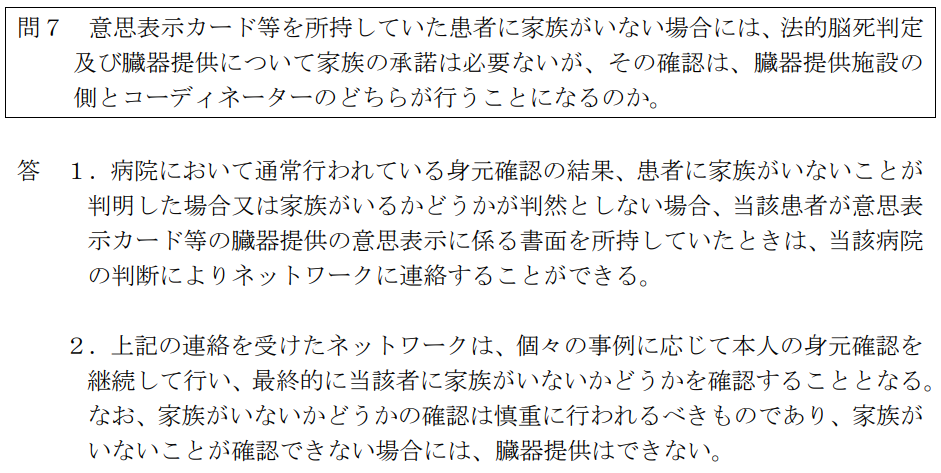 問７　意思表示カード等を所持していた患者に家族がいない場合には、法的脳死判定
及び臓器提供について家族の承諾は必要ないが、その確認は、臓器提供施設の
側とコーディネーターのどちらが行うことになるのか。
答　１．病院において通常行われている身元確認の結果、患者に家族がいないことが
判明した場合又は家族がいるかどうかが判然としない場合、当該患者が意思表
示カード等の臓器提供の意思表示に係る書面を所持していたときは、当該病院
の判断によりネットワークに連絡することができる。
２．上記の連絡を受けたネットワークは、個々の事例に応じて本人の身元確認を
継続して行い、最終的に当該者に家族がいないかどうかを確認することとなる。
なお、家族がいないかどうかの確認は慎重に行われるべきものであり、家族が
いないことが確認できない場合には、臓器提供はできない。